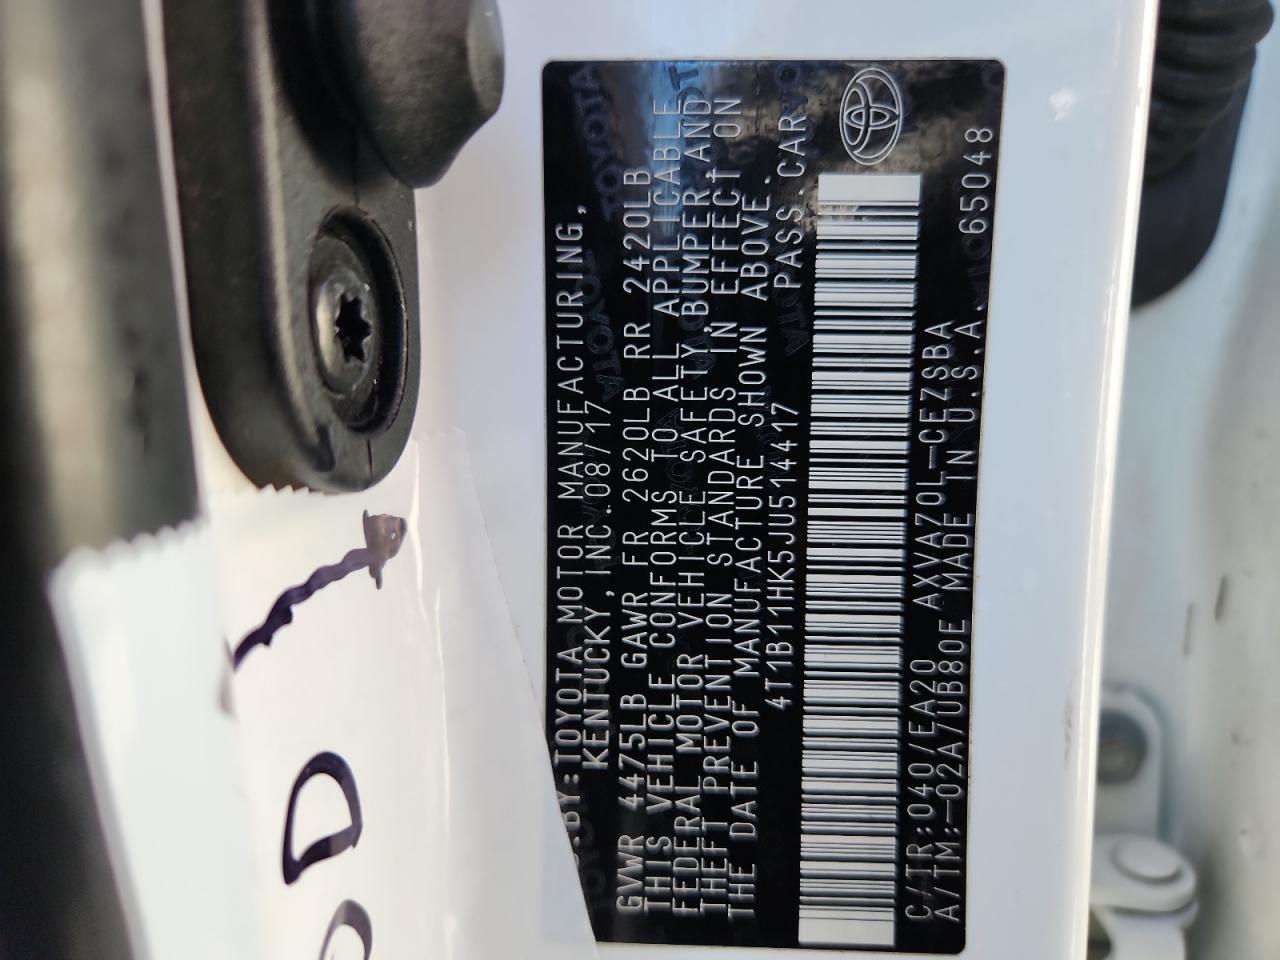 .BY:TOYOTA MOTOR MANUFACTURING,
KENTUCKY,INC.08/17
GVWR 4475LB GAWR FR 2620LB RR 2420LB
THIS VEHICLE CONFORMS TO ALL APPLICABLE
FEDERAL MOTOR VEHICLE SAFETY,BUMPER,AND
THEFT PREVENTION STANDARDS IN EFFECT ON
THE DATE OF MANUFACTURE SHOWN ABOVE.
4T1B11HK5JU514417 PASS.CAR
C/TR:040/EA20 AXVA70L-CEZSBA
A/TM:-02A/UB80E MADE IN U.S.A. 65048